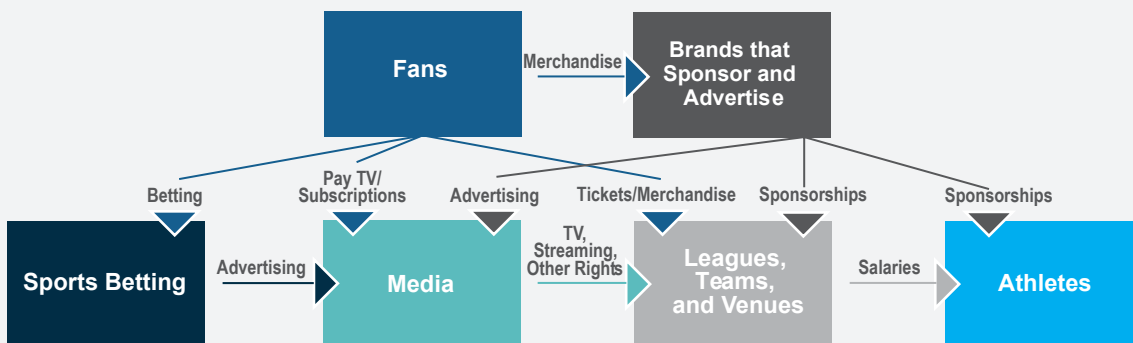 Fans
Merchandise
Brands that
Sponsor and
Advertise
Betting
Pay TV/
Subscriptions
Advertising
Tickets/Merchandise
Sponsorships
Sponsorships
Sports Betting
Advertising
Media
TV,
Streaming,
Other Rights
Leagues,
Teams,
and Venues
Salaries
Athletes